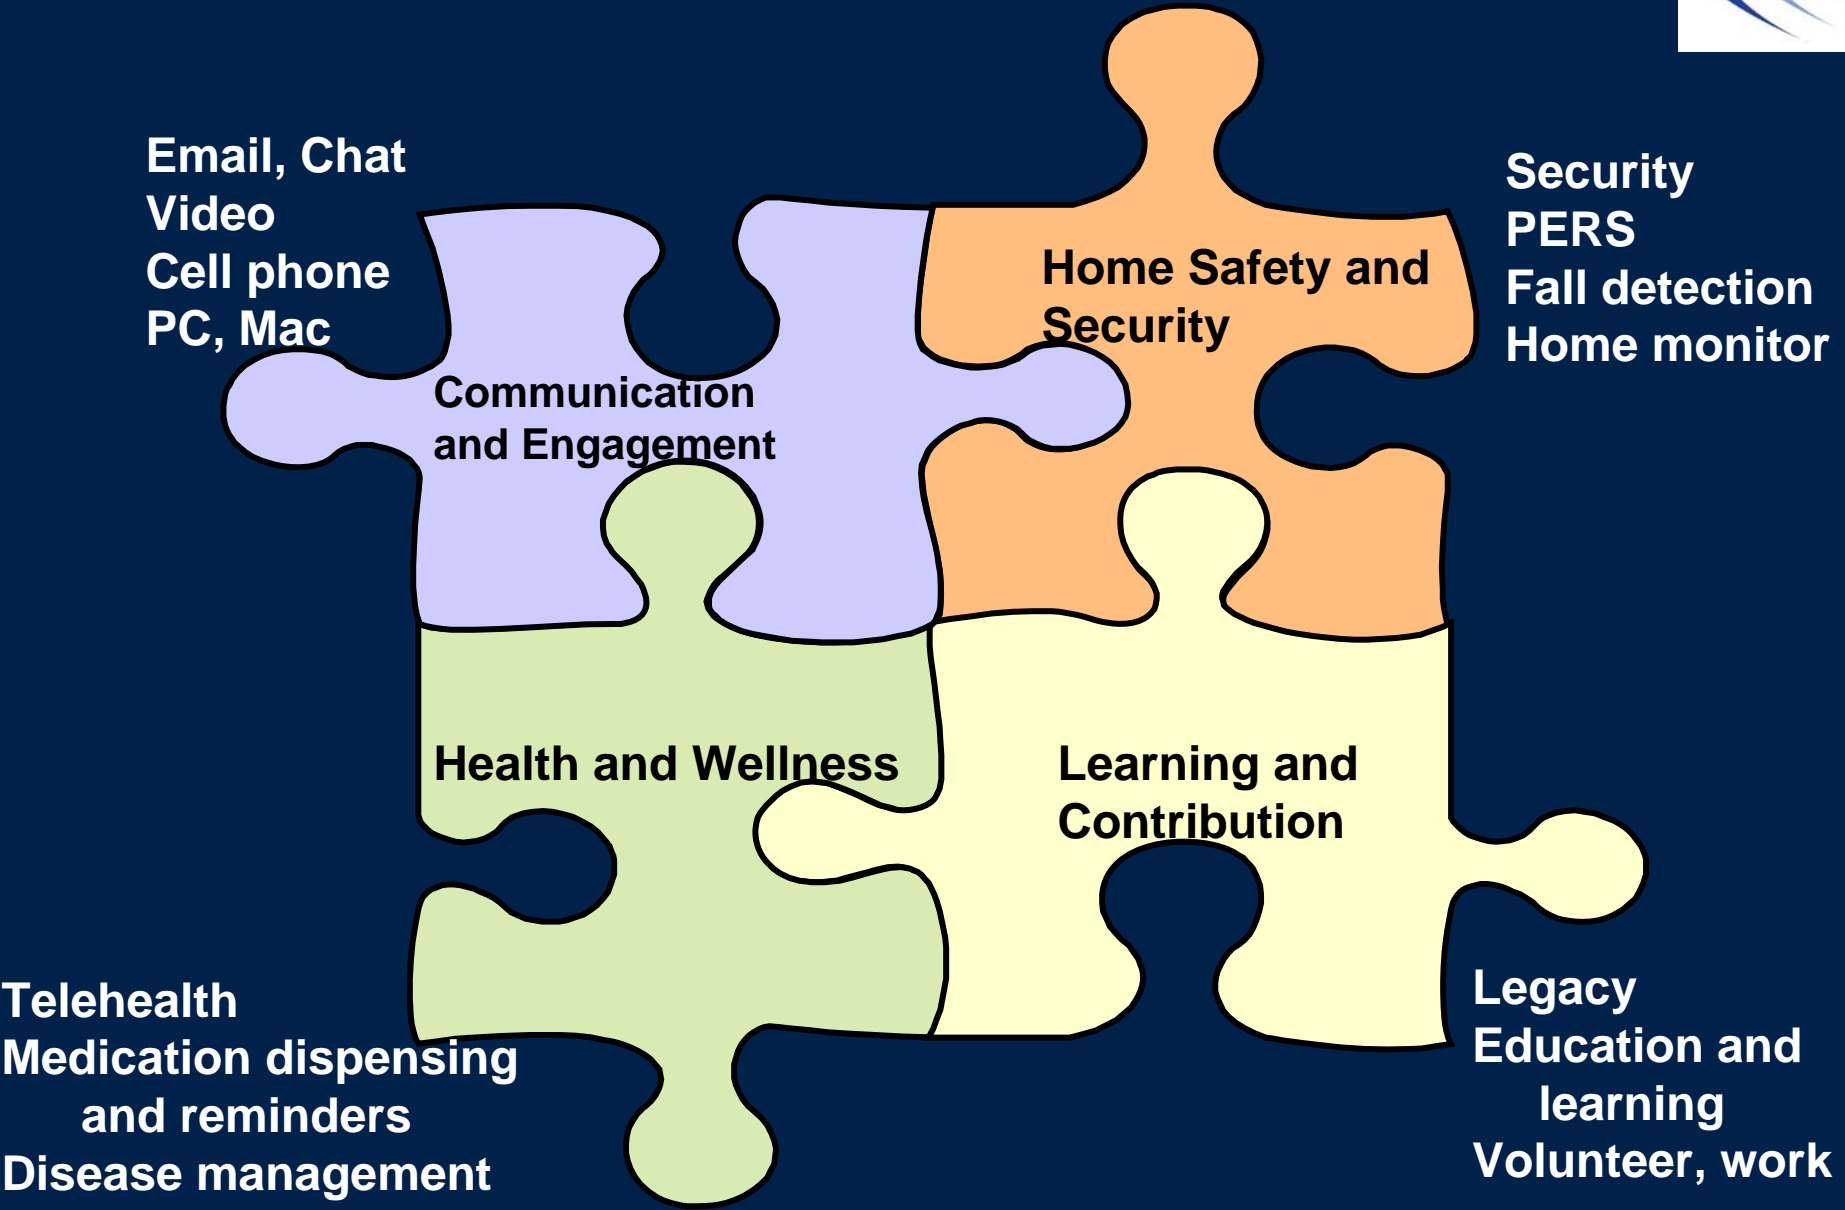 Email, Chat
Video
Cell phone
PC, Mac
Communication
and Engagement
Home Safety and
Security
Security
PERS
Fall detection
Home monitor
Health and Wellness
Learning and
Contribution
Telehealth
Medication dispensing
and reminders
Disease management
Legacy
Education and
learning
Volunteer, work